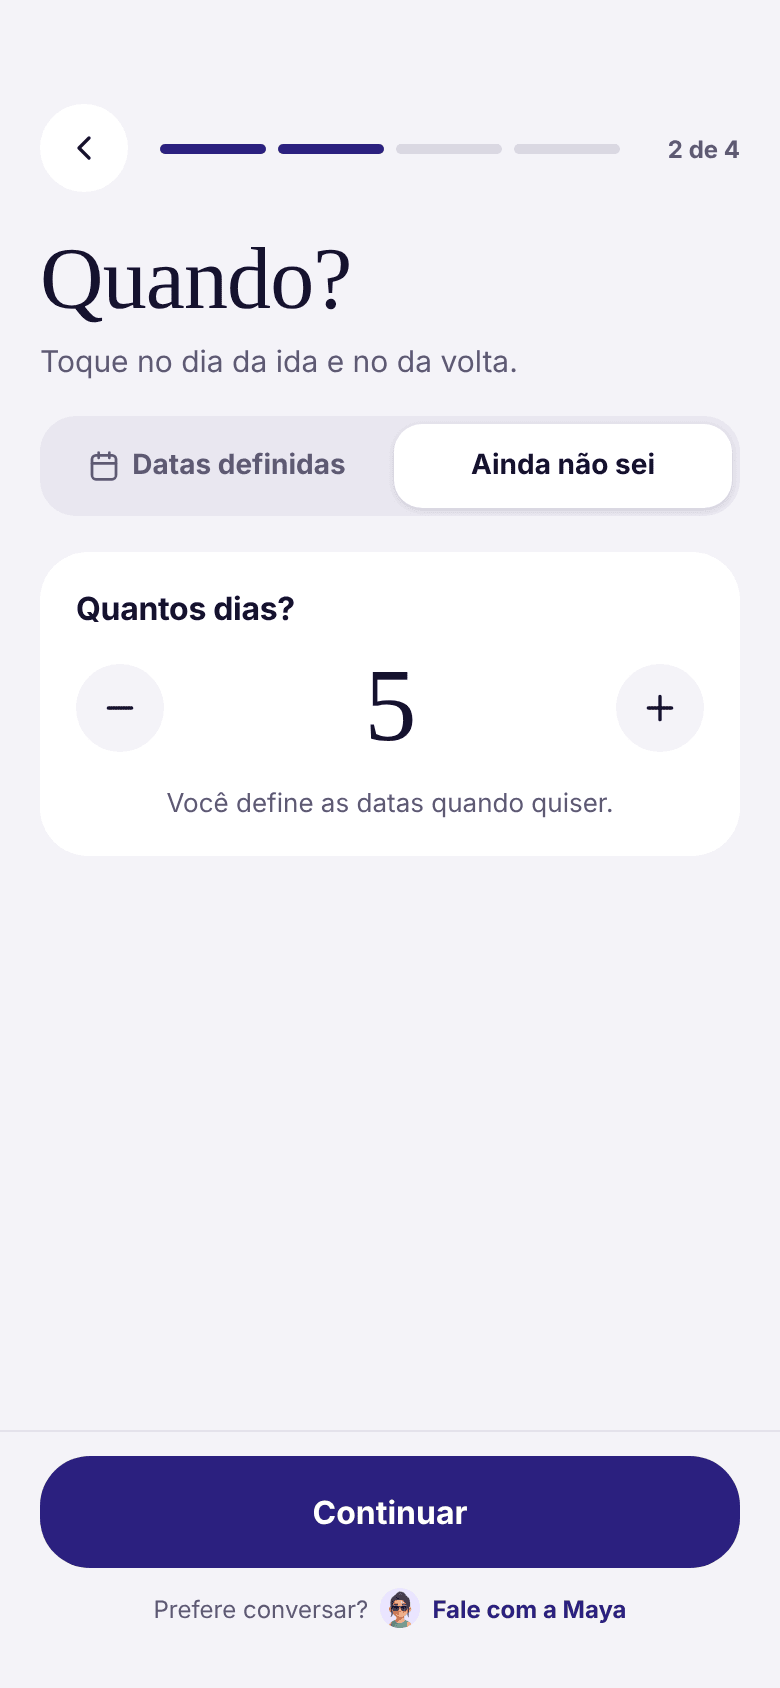 2 de 4
Quando?
Toque no dia da ida e no da volta.
Datas definidas
Ainda não sei
Quantos dias?
5
Você define as datas quando quiser.
Continuar
Prefere conversar? Fale com a Maya